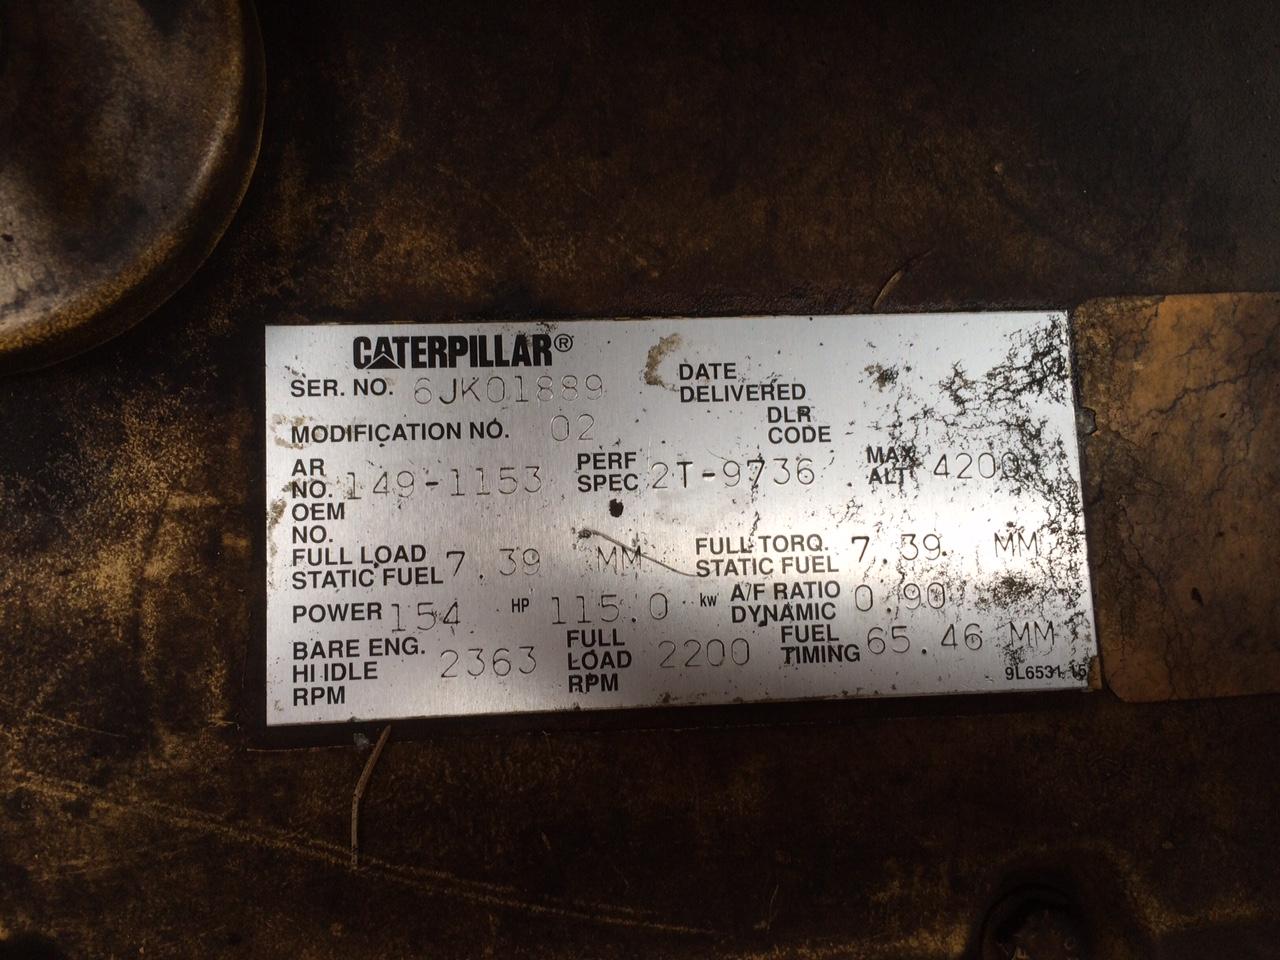 CATERPILLAR®
SER. NO. 6JK01889
DATE
DELIVERED
MODIFICATION NO. 02
DLR
CODE
AR
NO. 149-1153
PERF
SPEC 2T-9736
MAX
ALT 4200
OEM
NO.
FULL LOAD
STATIC FUEL 7.39 MM
FULL TORQ.
STATIC FUEL 7.39 MM
POWER 154 HP 115.0 kW
A/F RATIO
DYNAMIC 0.90
BARE ENG.
HI IDLE
RPM 2363
FULL
LOAD
RPM 2200
FUEL
TIMING 65.46 MM
9L6531